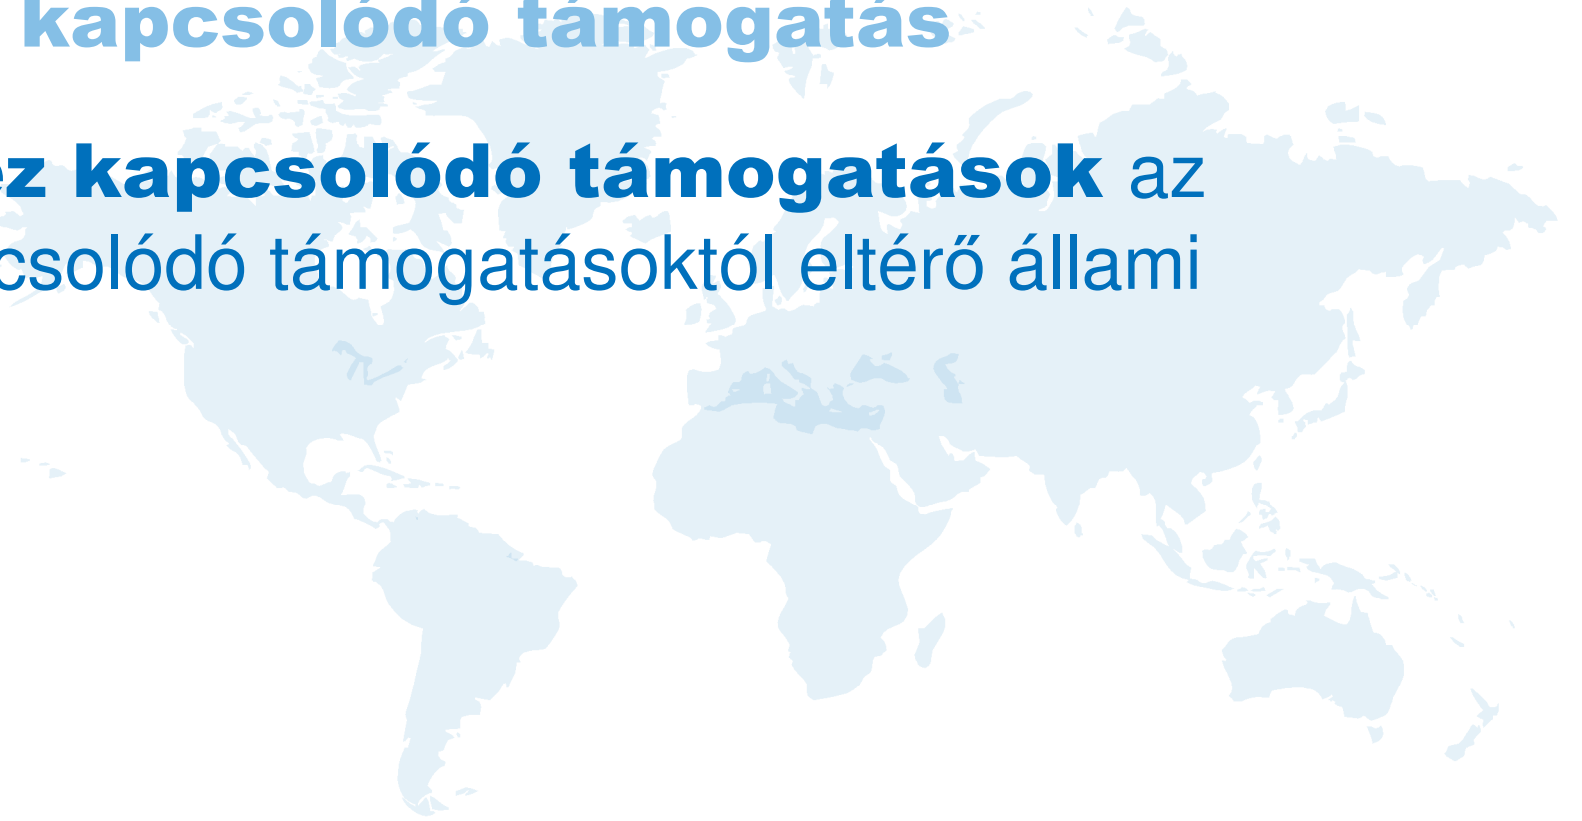 kapcsolódó támogatás
ez kapcsolódó támogatások az
csolódó támogatásoktól eltérő állami